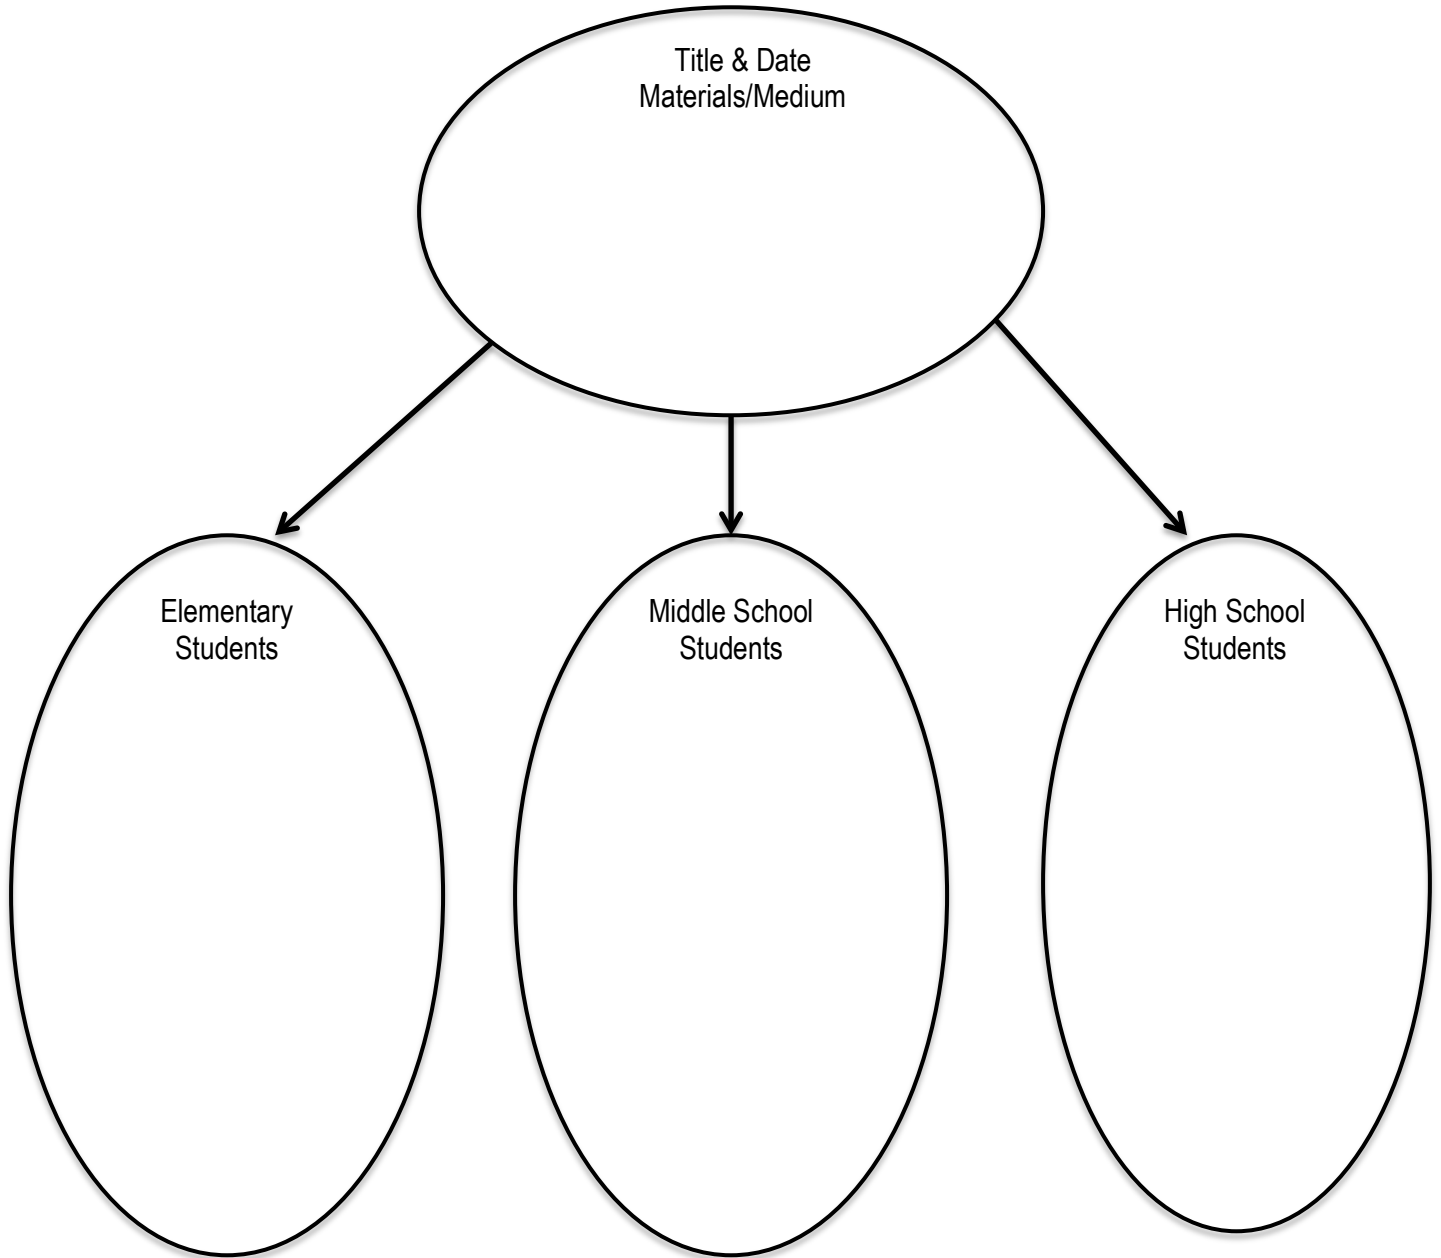 Title & Date
Materials/Medium
Elementary
Students
Middle School
Students
High School
Students